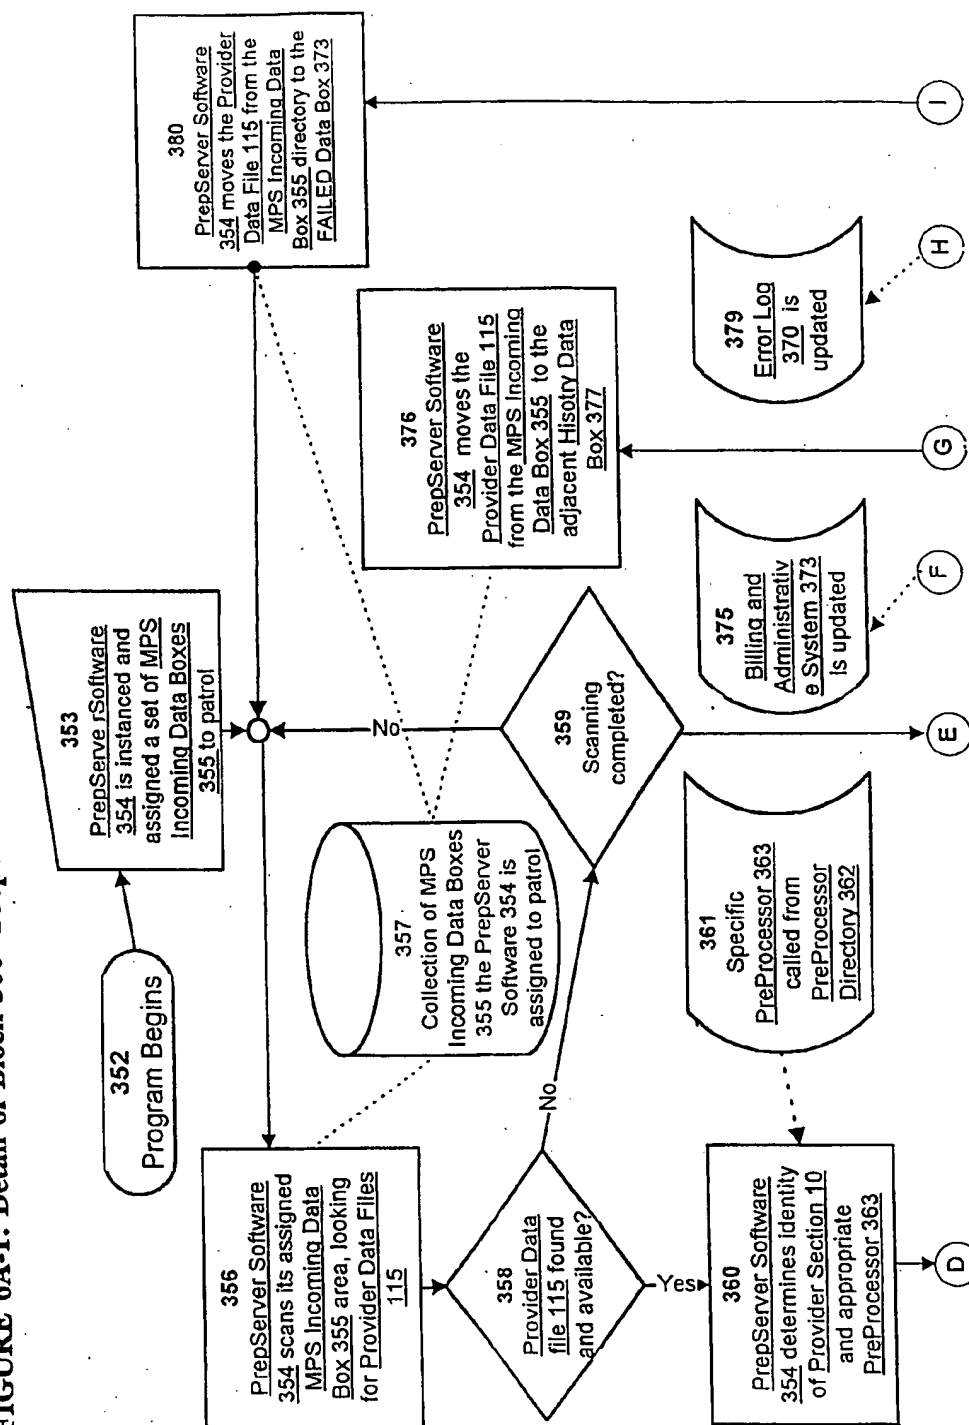 FIGURE 6A-1: Detail of Block 300
352
Program Begins
353
PrepServe rSoftware
354 is instanced and
assigned a set of MPS
Incoming Data Boxes
355 to patrol
380
PrepServer Software
354 moves the Provider
Data File 115 from the
MPS Incoming Data
Box 355 directory to the
FAILED Data Box 373
356
PrepServer Software
354 scans its assigned
MPS Incoming Data
Box 355 area, looking
for Provider Data Files
115
357
Collection of MPS
Incoming Data Boxes
355 the PrepServer
Software 354 is
assigned to patrol
376
PrepServer Software
354 moves the
Provider Data File 115
from the MPS Incoming
Data Box 355 to the
adjacent Hisotry Data
Box 377
358
Provider Data
file 115 found
and available?
No
359
Scanning
completed?
No
Yes
360
PrepServer Software
354 determines identity
of Provider Section 10
and appropriate
PreProcessor 363
361
Specific
PreProcessor 363
called from
PreProcessor
Directory 362
375
Billing and
Administrativ
e System 373
is updated
379
Error Log
370 is
updated
D
E
F
G
H
I